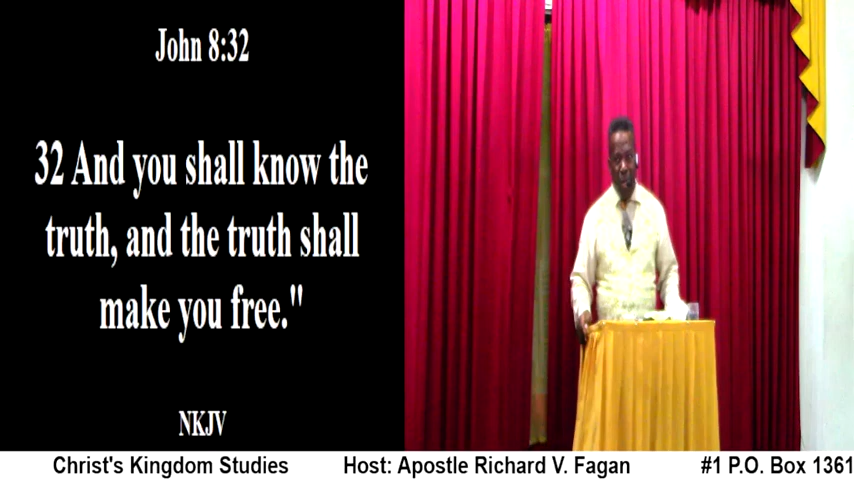 John 8:32
32 And you shall know the
truth, and the truth shall
make you free."
NKJV
Christ's Kingdom Studies Host: Apostle Richard V. Fagan #1 P.O. Box 1361